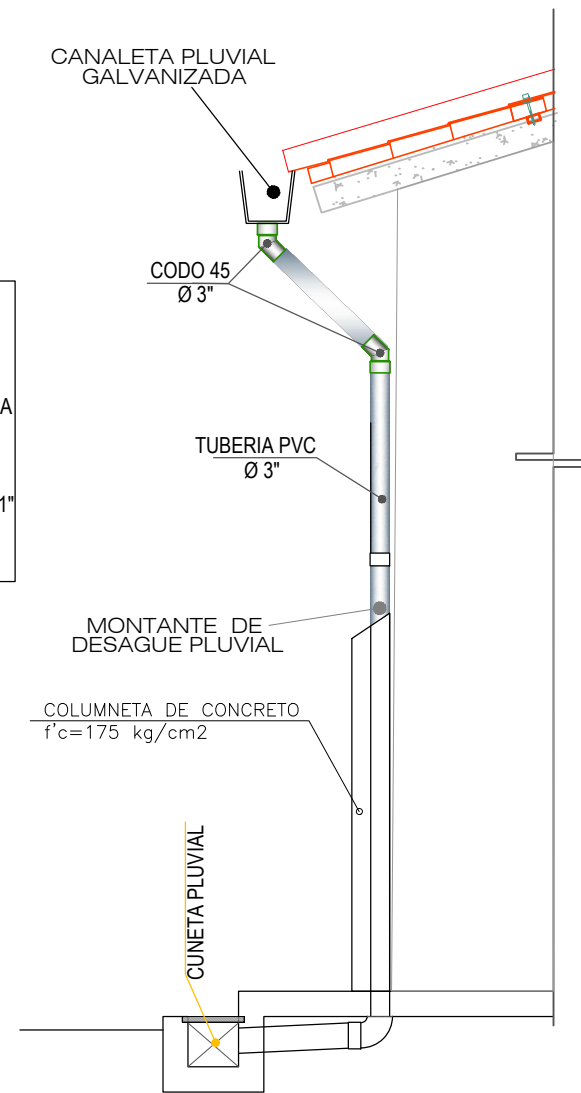 CANALETA PLUVIAL
GALVANIZADA
CODO 45
Ø 3"
A
TUBERIA PVC
Ø 3"
1"
MONTANTE DE
DESAGUE PLUVIAL
COLUMNETA DE CONCRETO
f'c=175 kg/cm2
CUNETA PLUVIAL